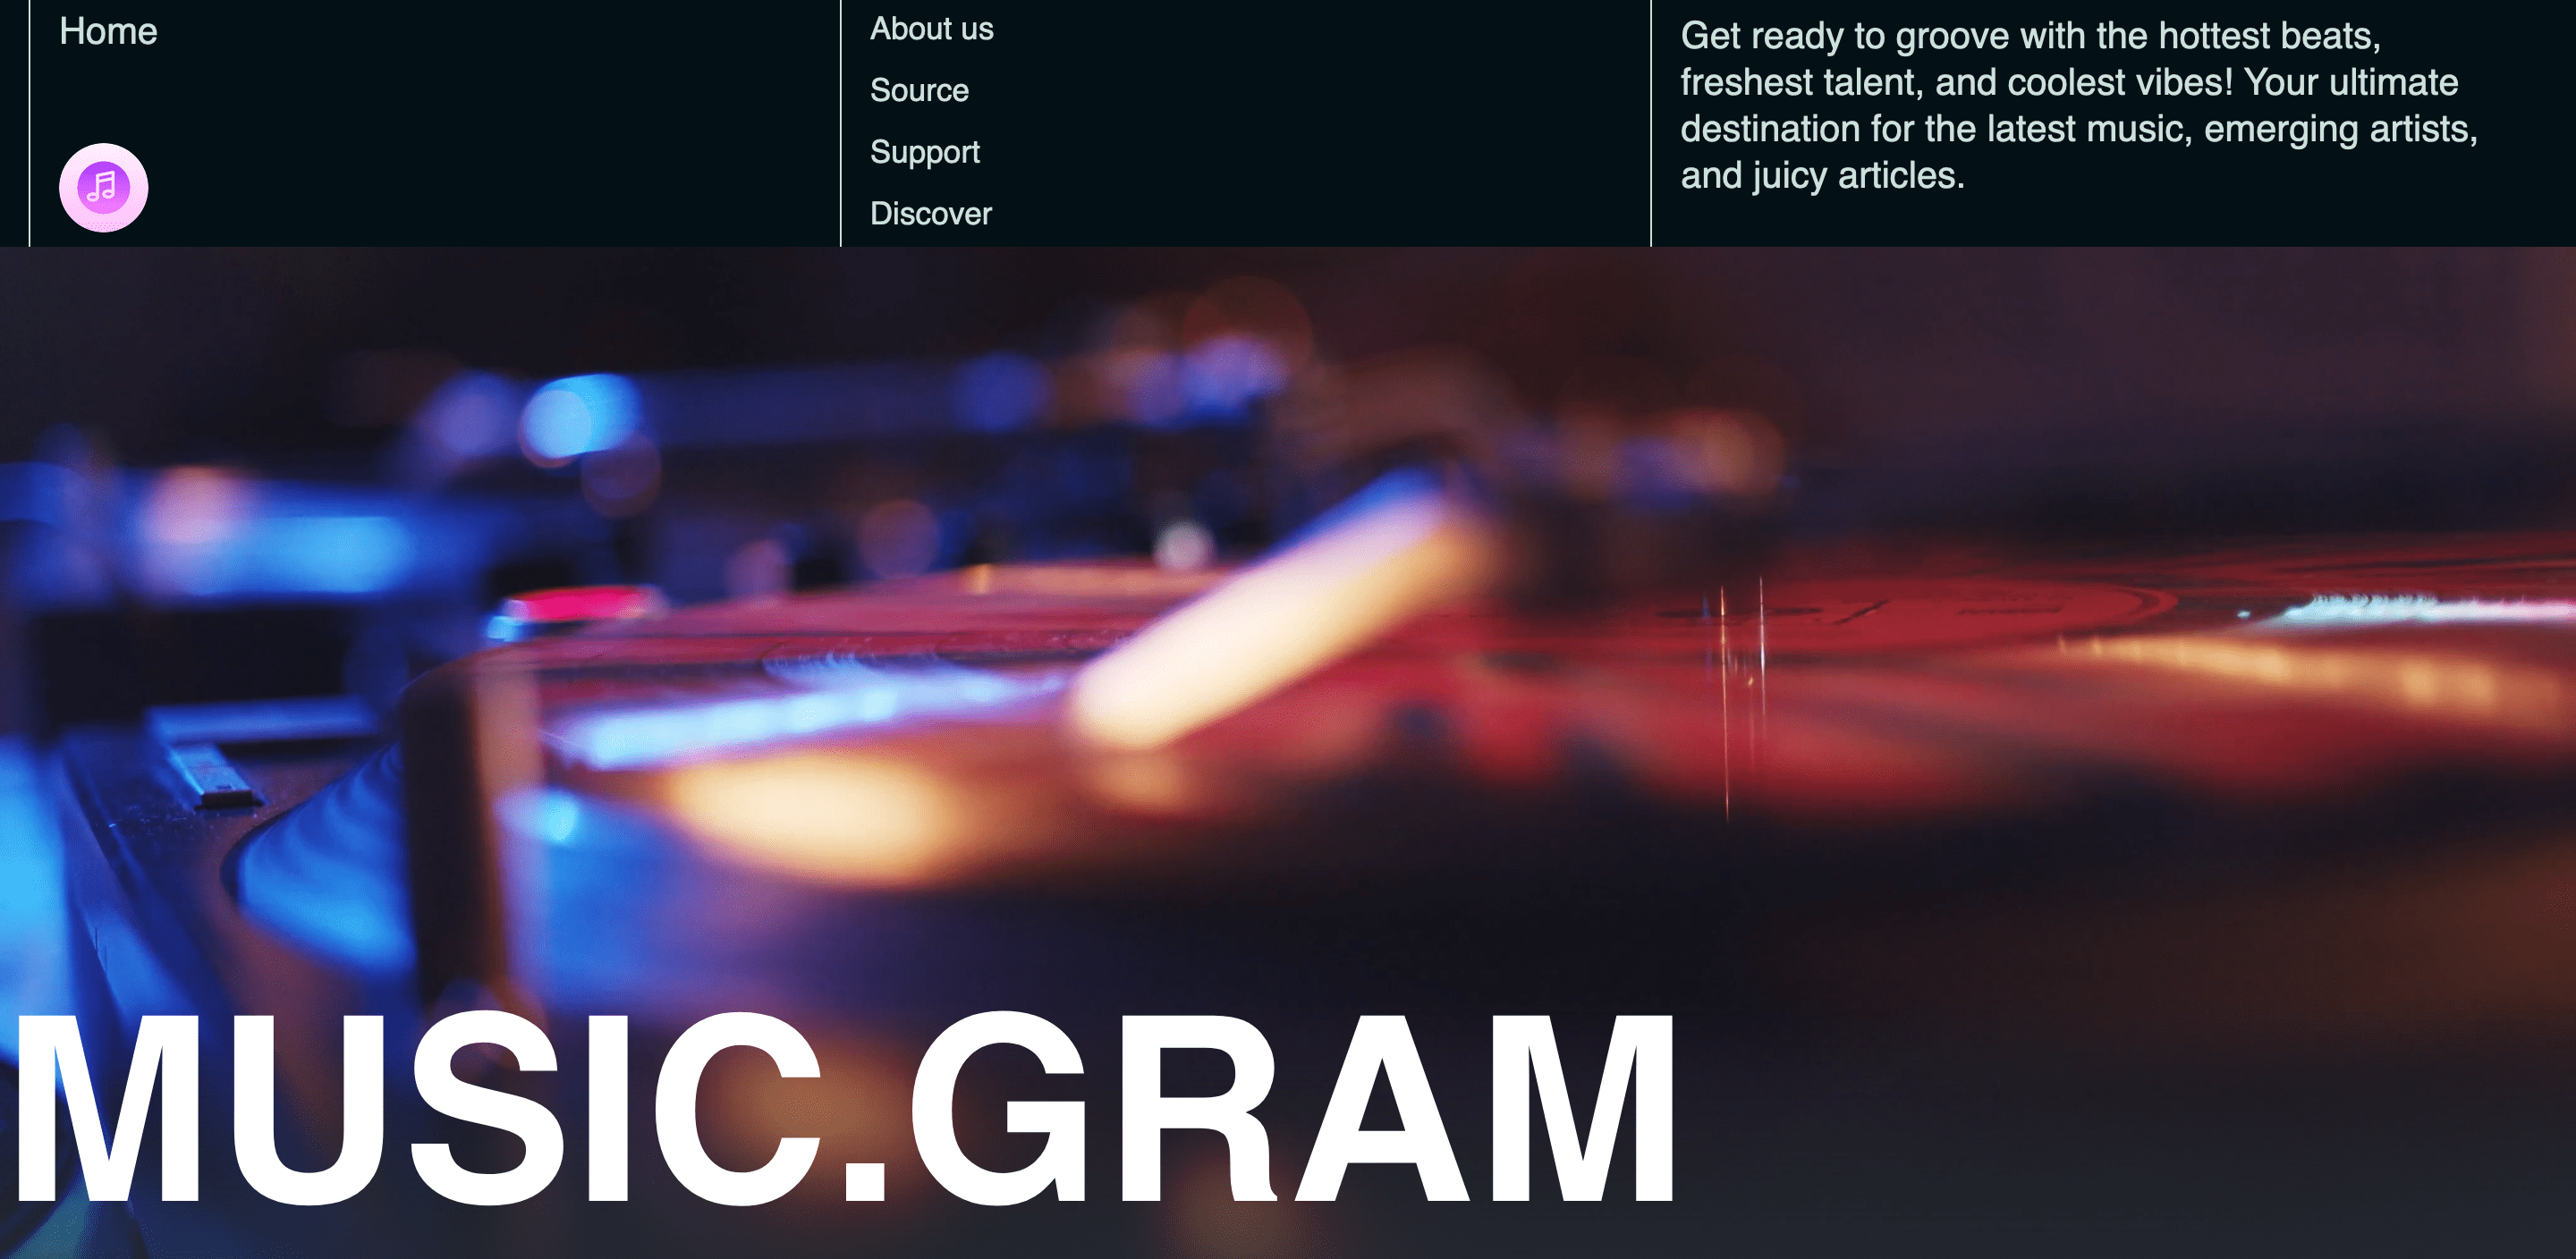 Home
About us
Source
Support
Discover
Get ready to groove with the hottest beats,
freshest talent, and coolest vibes! Your ultimate
destination for the latest music, emerging artists,
and juicy articles.
MUSIC.GRAM